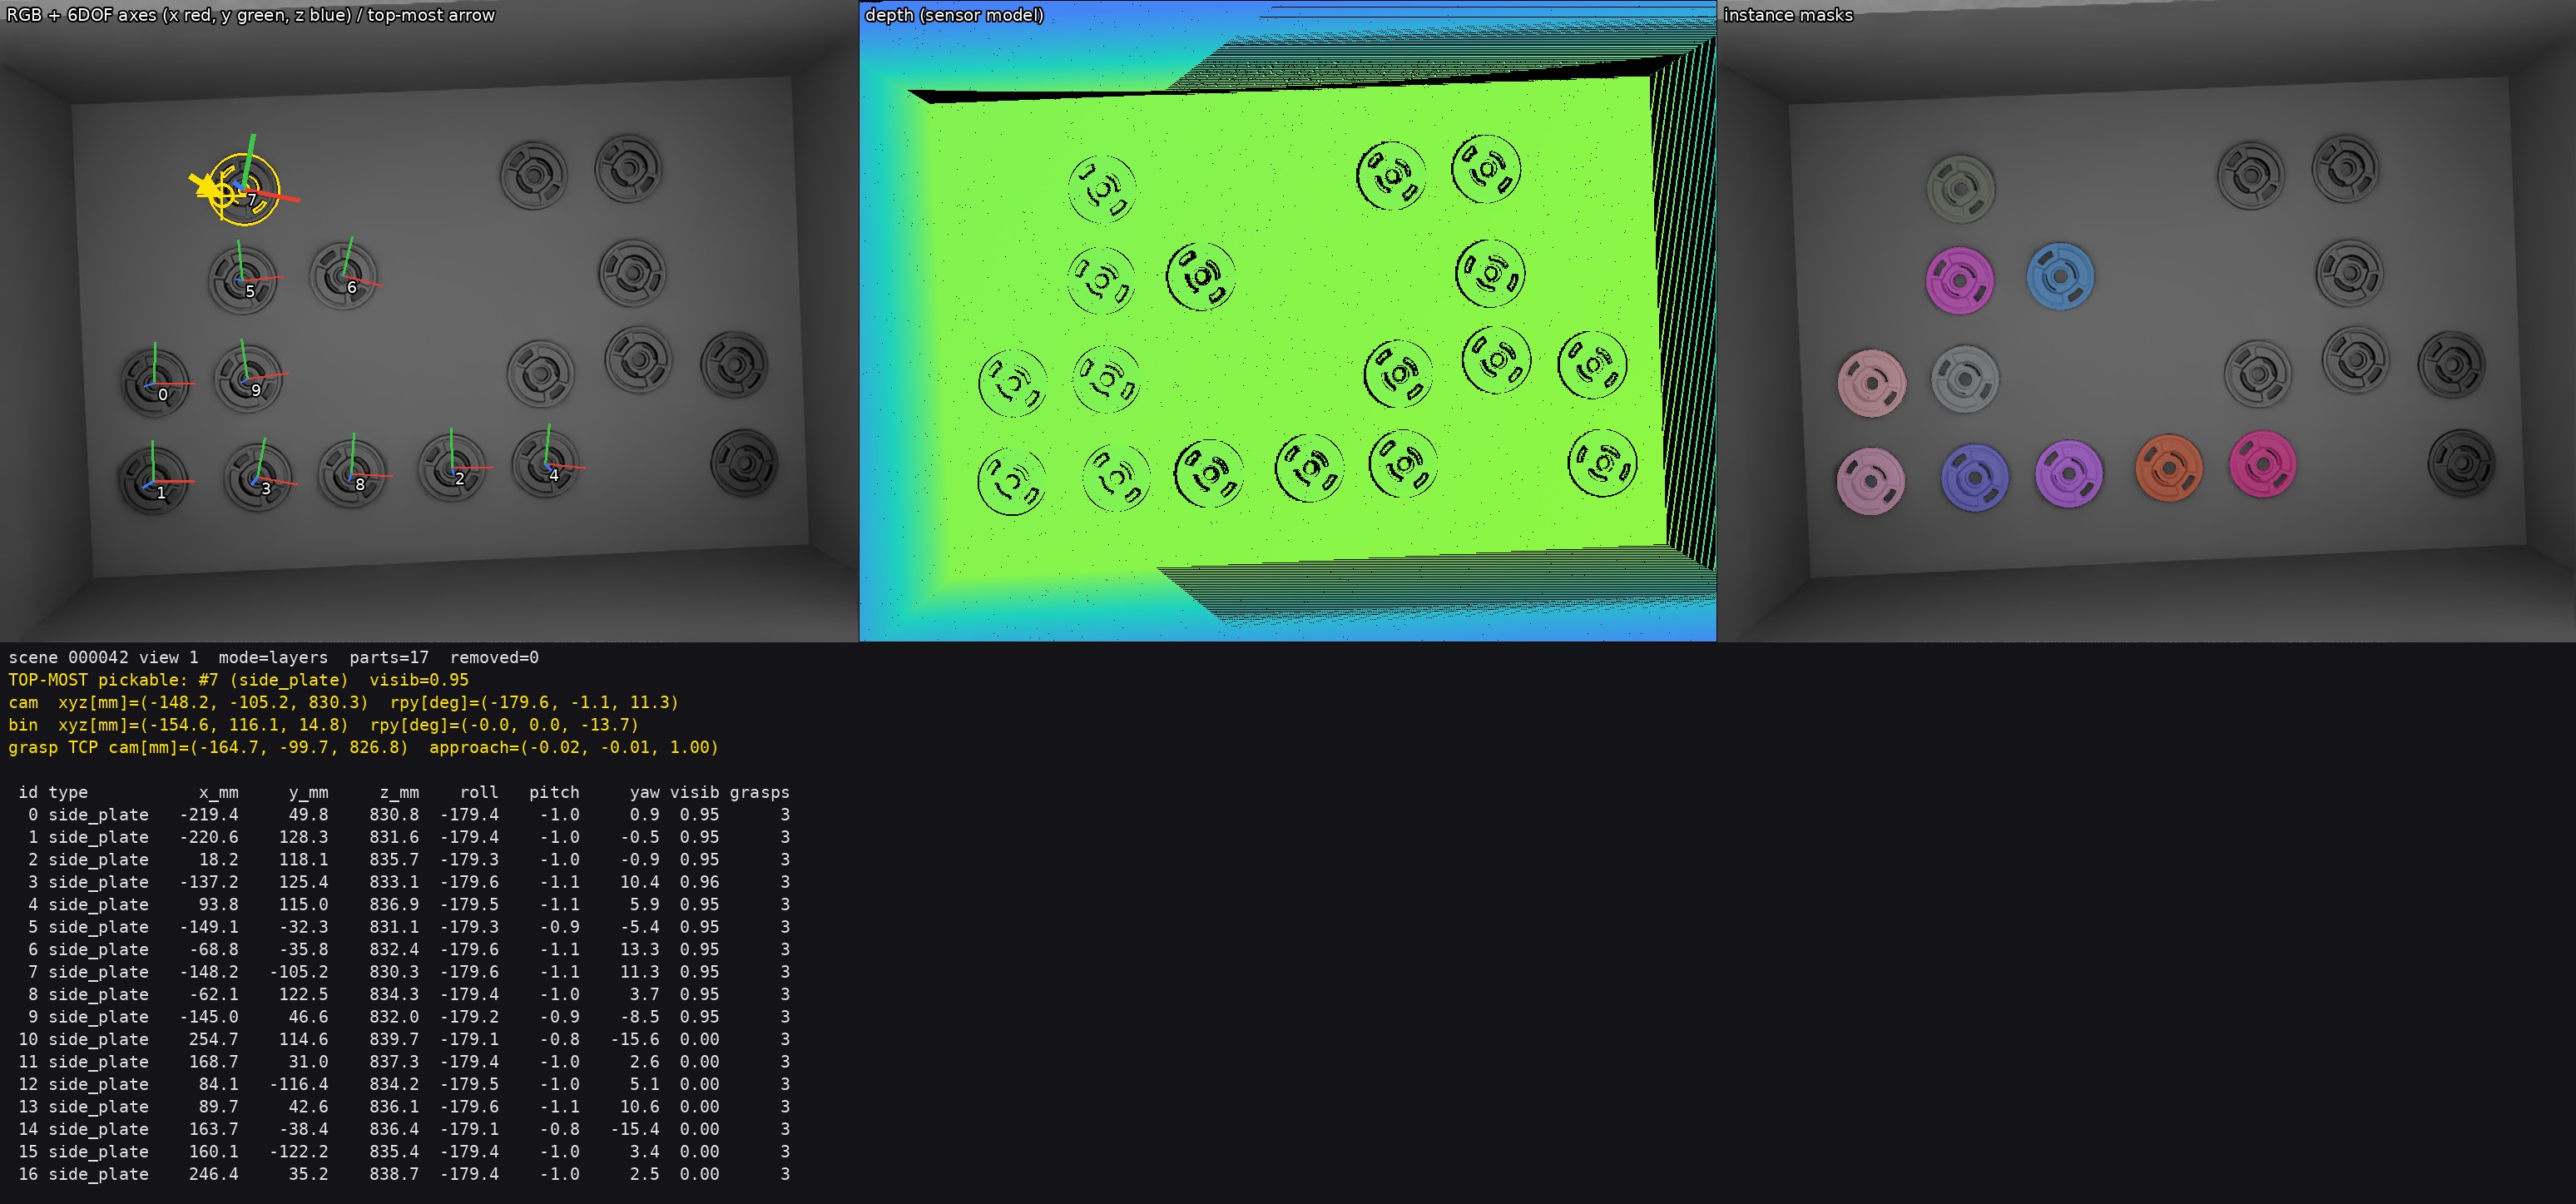 RGB + 6DOF axes (x red, y green, z blue) / top-most arrow
depth (sensor model)
instance masks
7
5
6
0
9
1
3
8
2
4
scene 000042 view 1  mode=layers  parts=17  removed=0
TOP-MOST pickable: #7 (side_plate)  visib=0.95
cam  xyz[mm]=(-148.2, -105.2, 830.3)  rpy[deg]=(-179.6, -1.1, 11.3)
bin  xyz[mm]=(-154.6, 116.1, 14.8)  rpy[deg]=(-0.0, 0.0, -13.7)
grasp TCP cam[mm]=(-164.7, -99.7, 826.8)  approach=(-0.02, -0.01, 1.00)
id type x_mm y_mm z_mm roll pitch yaw visib grasps
0 side_plate -219.4 49.8 830.8 -179.4 -1.0 0.9 0.95 3
1 side_plate -220.6 128.3 831.6 -179.4 -1.0 -0.5 0.95 3
2 side_plate 18.2 118.1 835.7 -179.3 -1.0 -0.9 0.95 3
3 side_plate -137.2 125.4 833.1 -179.6 -1.1 10.4 0.96 3
4 side_plate 93.8 115.0 836.9 -179.5 -1.1 5.9 0.95 3
5 side_plate -149.1 -32.3 831.1 -179.3 -0.9 -5.4 0.95 3
6 side_plate -68.8 -35.8 832.4 -179.6 -1.1 13.3 0.95 3
7 side_plate -148.2 -105.2 830.3 -179.6 -1.1 11.3 0.95 3
8 side_plate -62.1 122.5 834.3 -179.4 -1.0 3.7 0.95 3
9 side_plate -145.0 46.6 832.0 -179.2 -0.9 -8.5 0.95 3
10 side_plate 254.7 114.6 839.7 -179.1 -0.8 -15.6 0.00 3
11 side_plate 168.7 31.0 837.3 -179.4 -1.0 2.6 0.00 3
12 side_plate 84.1 -116.4 834.2 -179.5 -1.0 5.1 0.00 3
13 side_plate 89.7 42.6 836.1 -179.6 -1.1 10.6 0.00 3
14 side_plate 163.7 -38.4 836.4 -179.1 -0.8 -15.4 0.00 3
15 side_plate 160.1 -122.2 835.4 -179.4 -1.0 3.4 0.00 3
16 side_plate 246.4 35.2 838.7 -179.4 -1.0 2.5 0.00 3